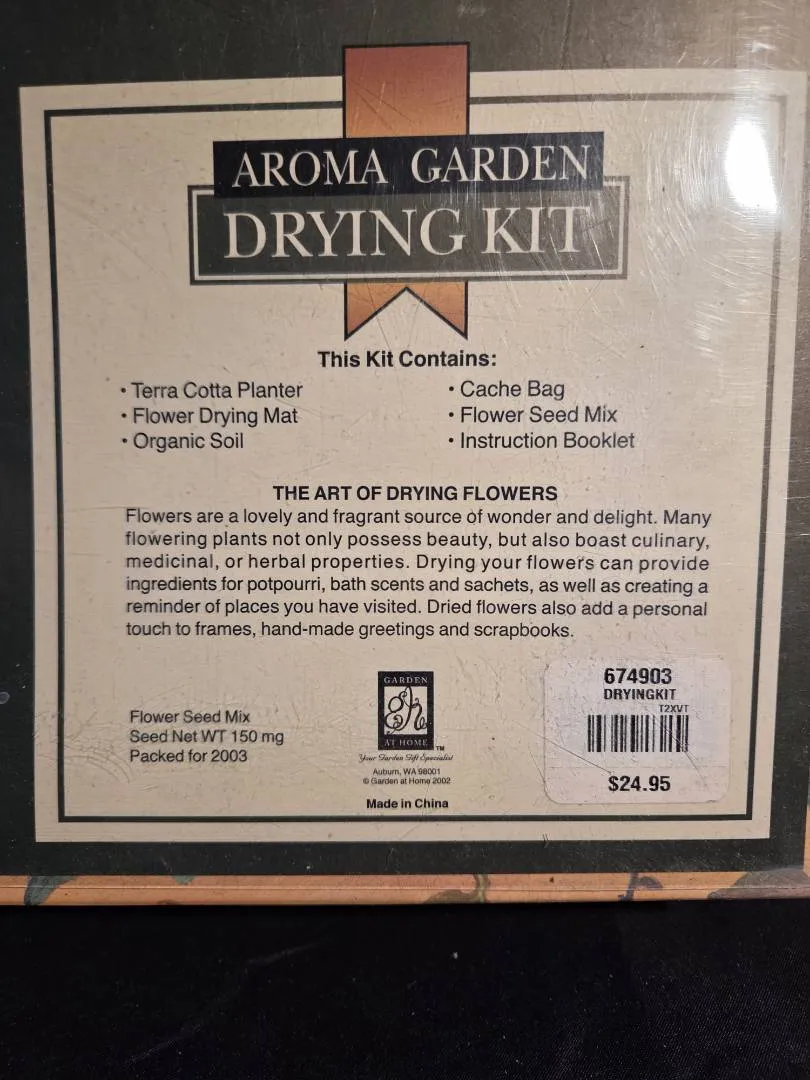 AROMA GARDEN
DRYING KIT
This Kit Contains:
• Terra Cotta Planter
• Flower Drying Mat
• Organic Soil
• Cache Bag
• Flower Seed Mix
• Instruction Booklet
THE ART OF DRYING FLOWERS
Flowers are a lovely and fragrant source of wonder and delight. Many
flowering plants not only possess beauty, but also boast culinary,
medicinal, or herbal properties. Drying your flowers can provide
ingredients for potpourri, bath scents and sachets, as well as creating a
reminder of places you have visited. Dried flowers also add a personal
touch to frames, hand-made greetings and scrapbooks.
Flower Seed Mix
Seed Net WT 150 mg
Packed for 2003
GARDEN
gh
AT HOME™
Your Garden Gift Specialist
Auburn, WA 98001
© Garden at Home 2002
Made in China
674903
DRYINGKIT
T2XVT
$24.95